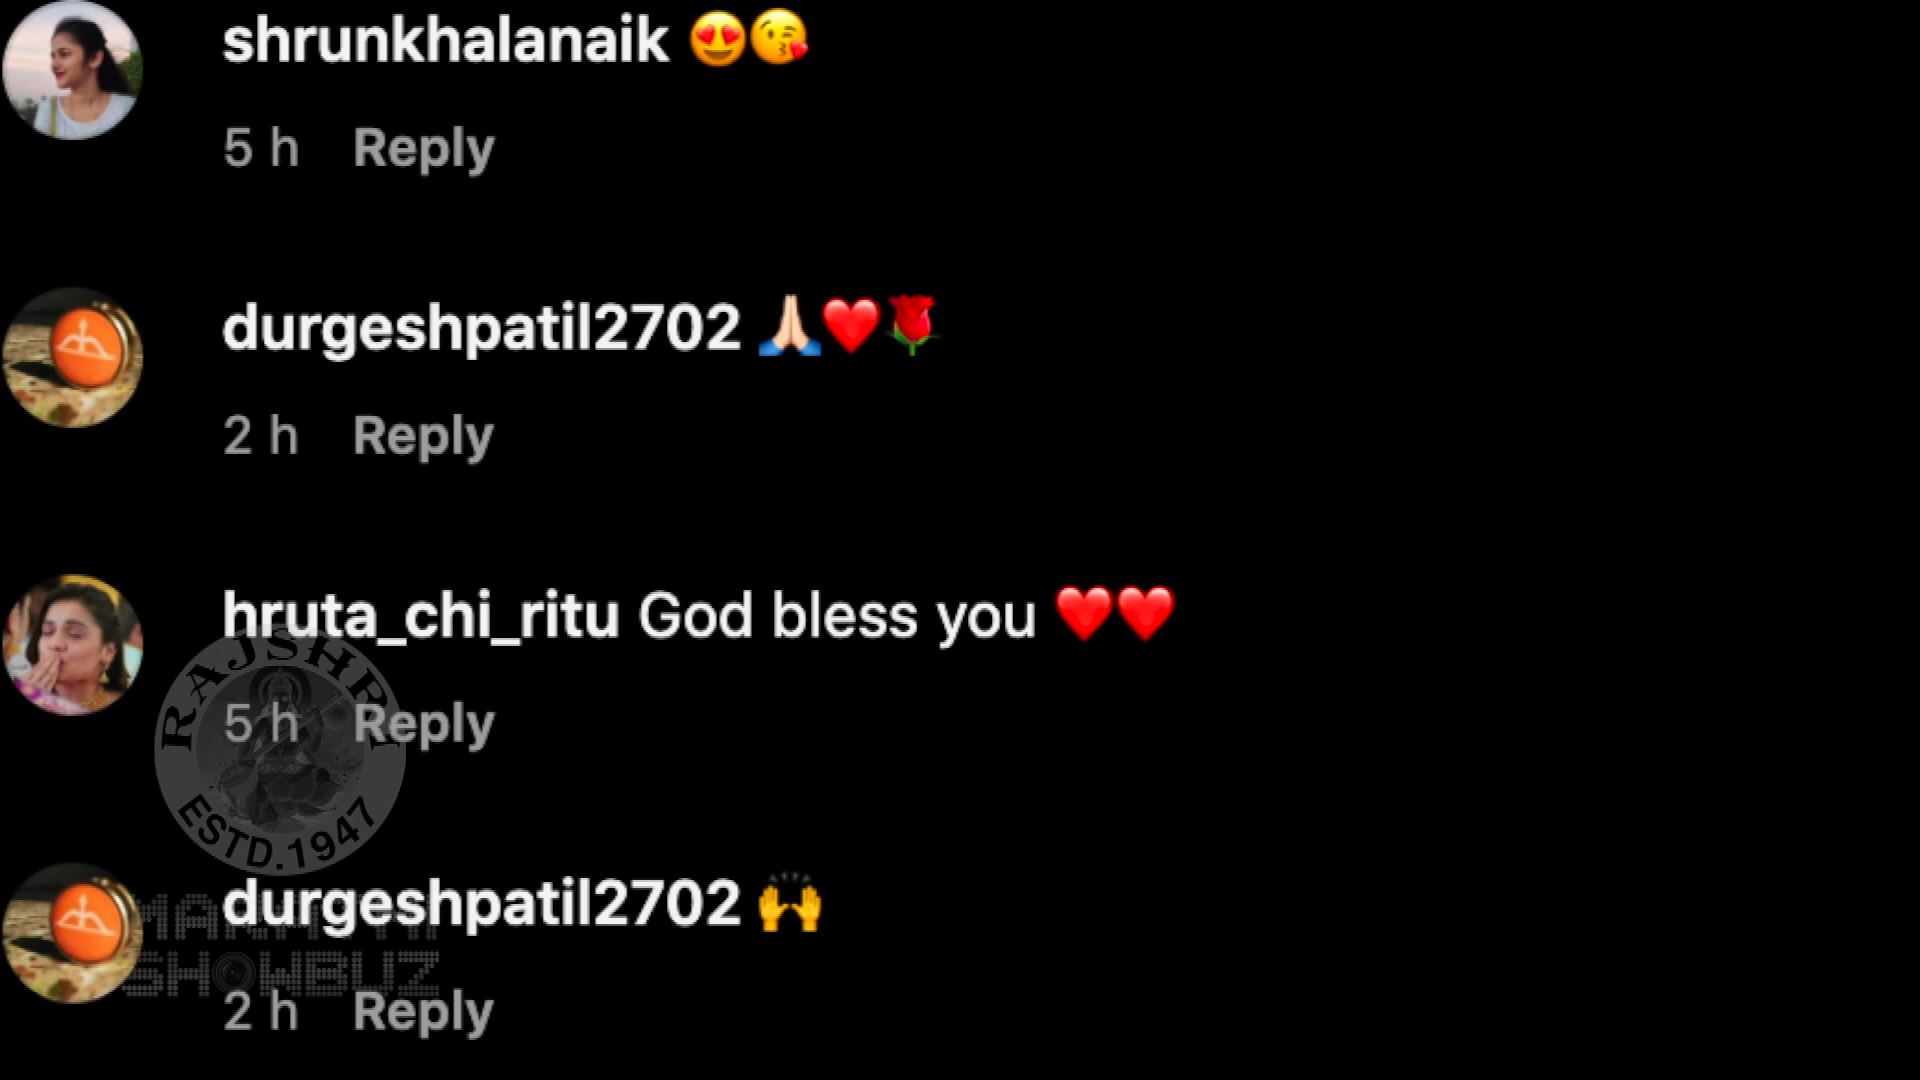 shrunkhalanaik 😍😘
5 h Reply
durgeshpatil2702 🙏🏻❤️🌹
2 h Reply
hruta_chi_ritu God bless you ❤️❤️
5 h Reply
RAJSHRI
ESTD.1947
durgeshpatil2702 🙌
MARATHI
SHOWBUZ
2 h Reply